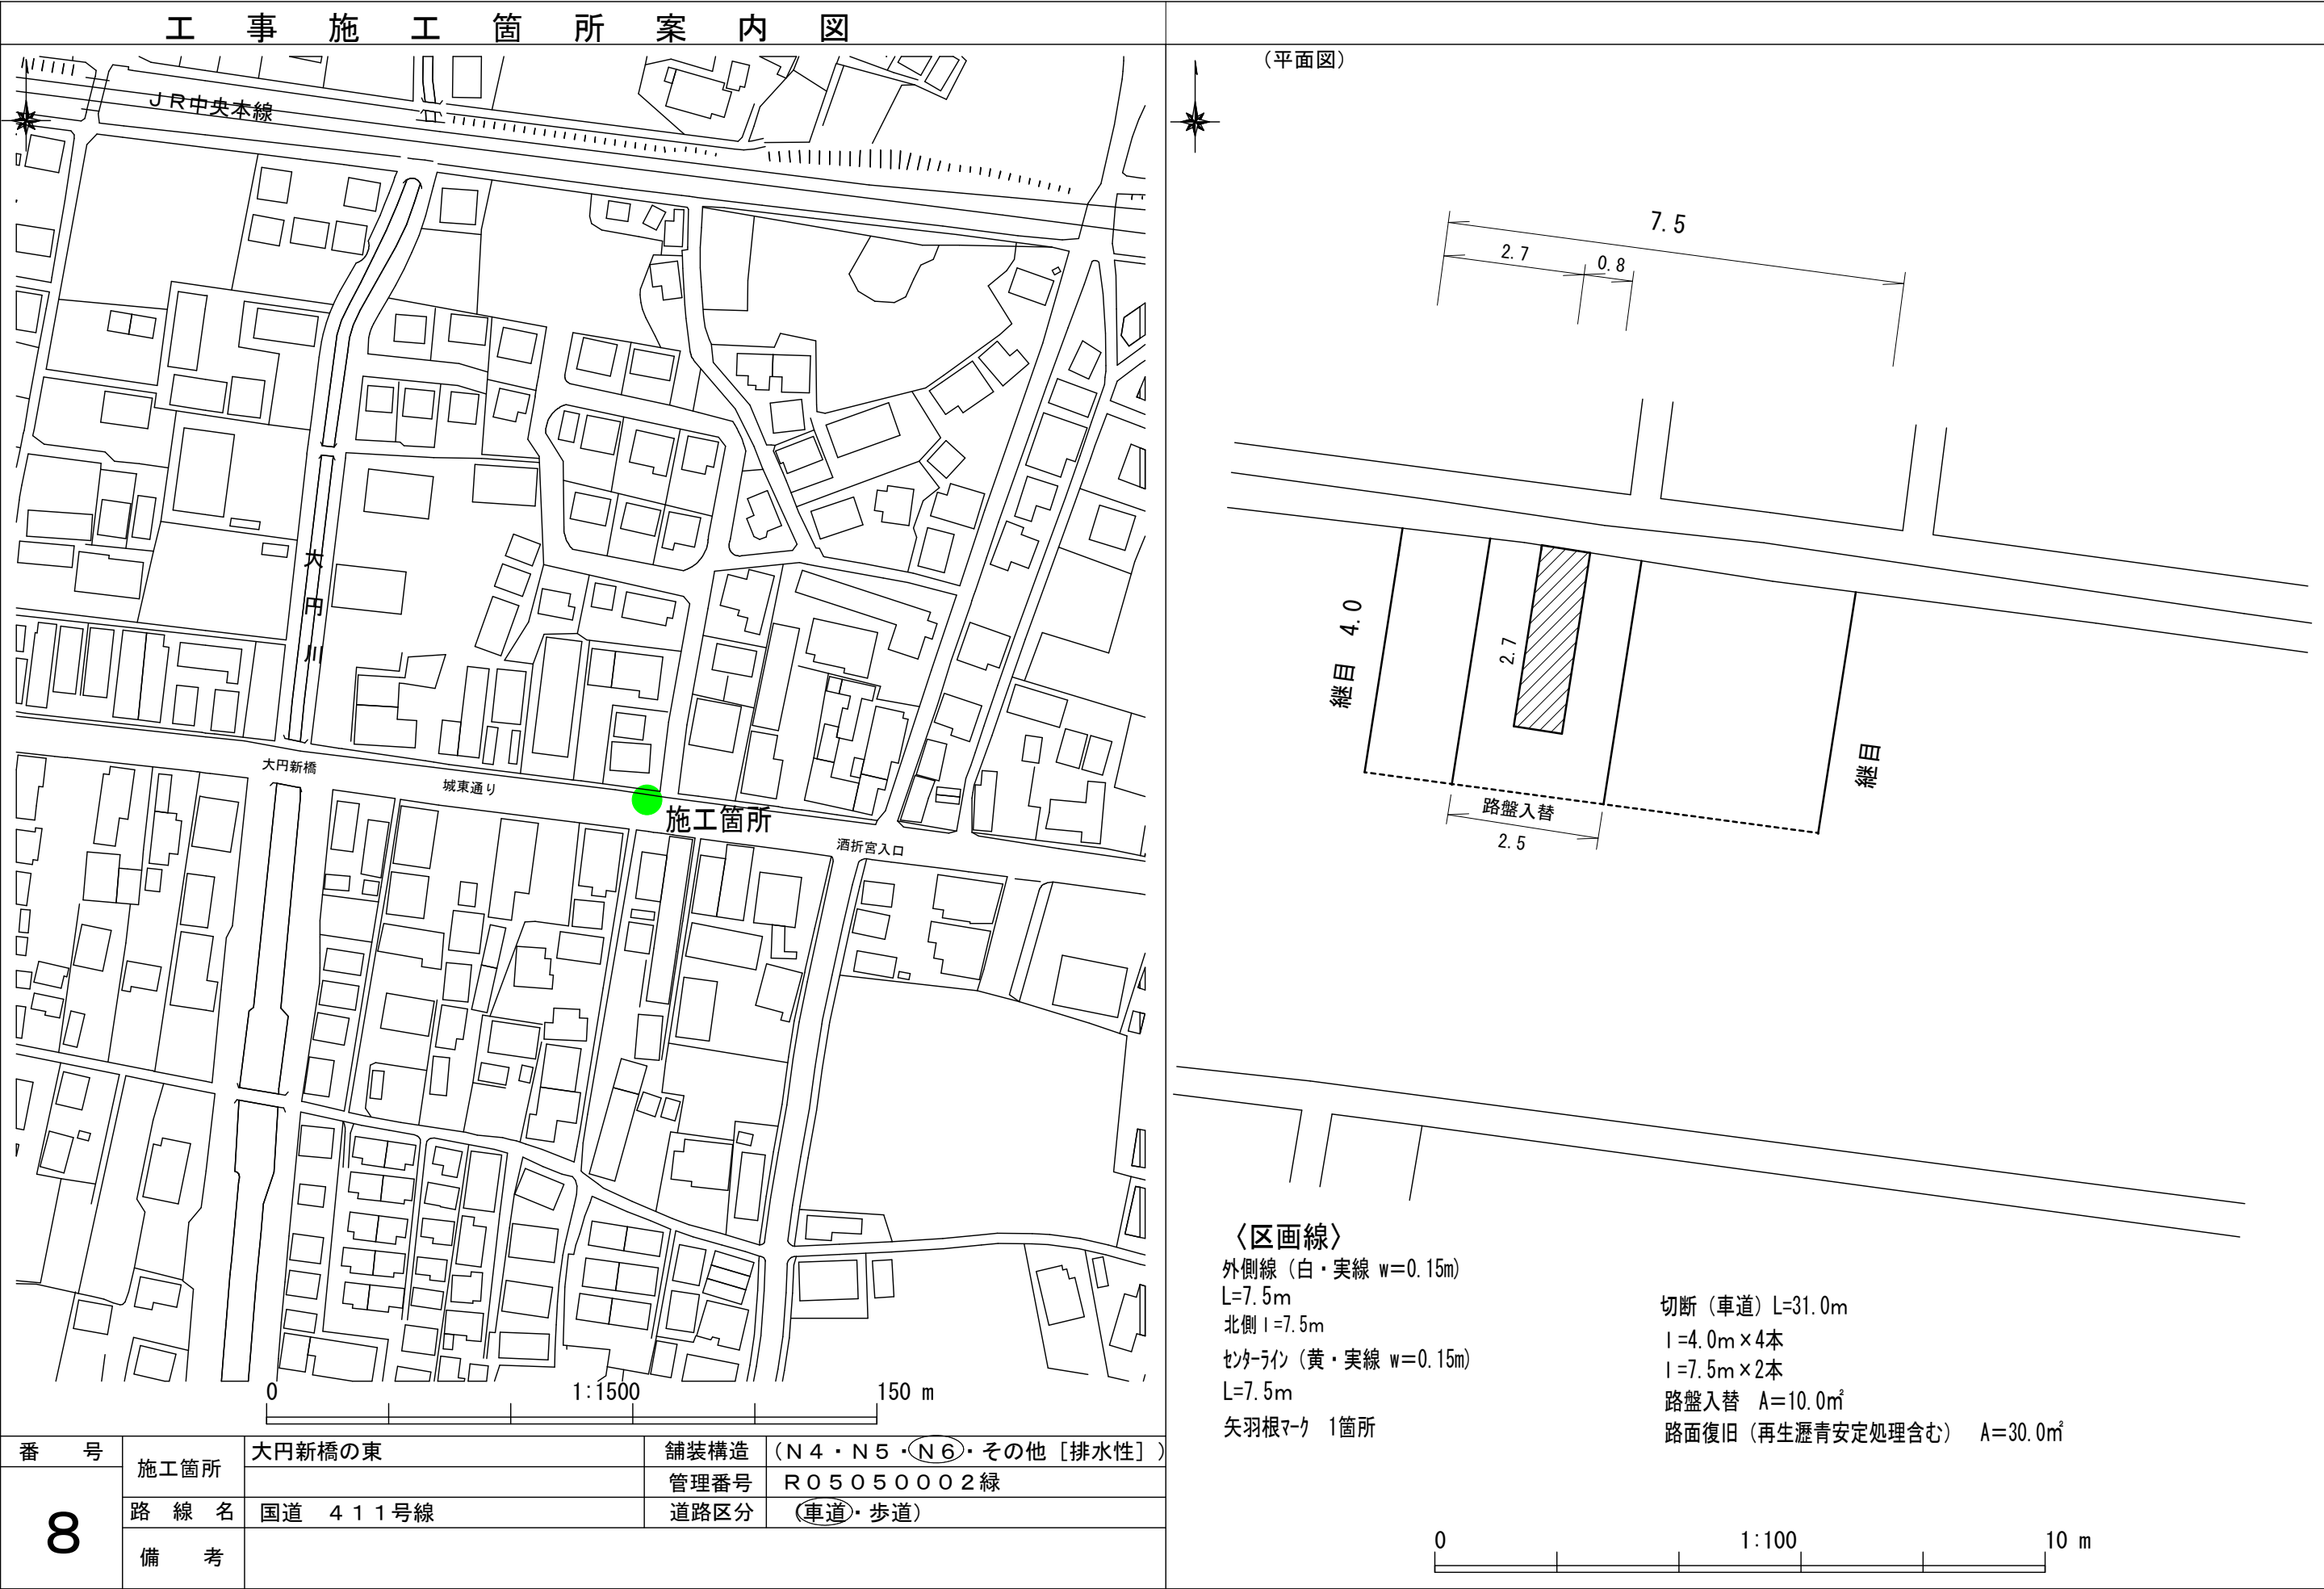 工事施工箇所案内図
JR中央本線
大円川
大円新橋
城東通り
施工箇所
酒折宮入口
0 1:1500 150 m
番号 8
施工箇所 大円新橋の東
舗装構造 (N4・N5・N6・その他[排水性])
管理番号 R05050002緑
路線名 国道 411号線
道路区分 (車道・歩道)
備考
(平面図)
7.5
2.7 0.8
継目 4.0
2.7
継目
路盤入替
2.5
〈区画線〉
外側線(白・実線 w=0.15m)
L=7.5m
北側 l=7.5m
センターライン(黄・実線 w=0.15m)
L=7.5m
矢羽根マーク 1箇所
切断(車道)L=31.0m
l=4.0m×4本
l=7.5m×2本
路盤入替 A=10.0㎡
路面復旧(再生瀝青安定処理含む) A=30.0㎡
0 1:100 10 m